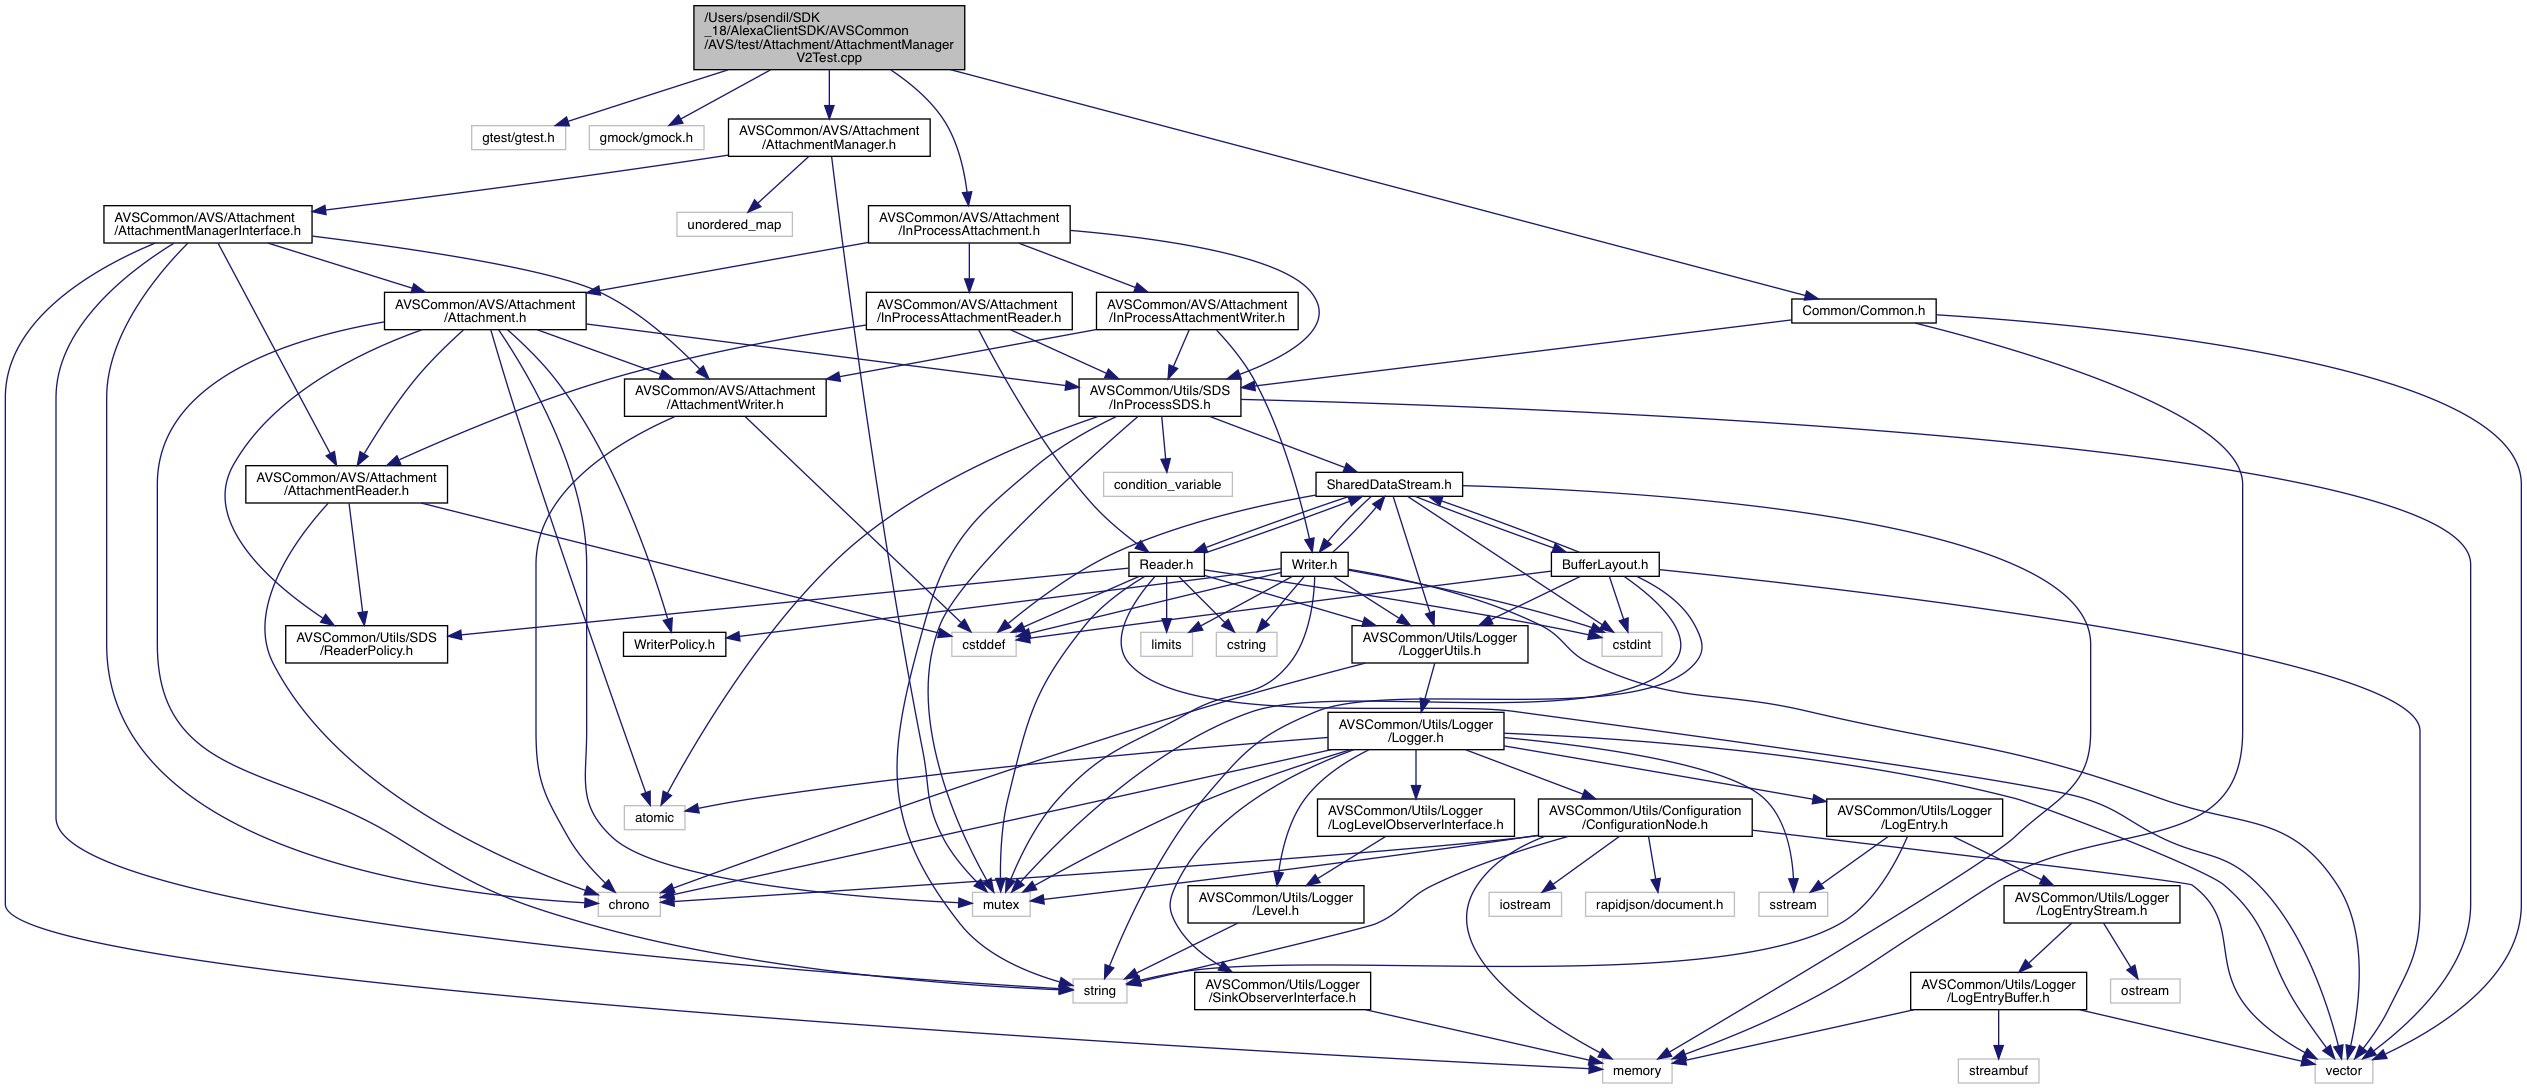 /Users/psendil/SDK
_18/AlexaClientSDK/AVSCommon
/AVS/test/Attachment/AttachmentManager
V2Test.cpp
gtest/gtest.h
gmock/gmock.h
AVSCommon/AVS/Attachment
/AttachmentManager.h
AVSCommon/AVS/Attachment
/AttachmentManagerInterface.h
unordered_map
AVSCommon/AVS/Attachment
/InProcessAttachment.h
AVSCommon/AVS/Attachment
/Attachment.h
AVSCommon/AVS/Attachment
/InProcessAttachmentReader.h
AVSCommon/AVS/Attachment
/InProcessAttachmentWriter.h
Common/Common.h
AVSCommon/AVS/Attachment
/AttachmentWriter.h
AVSCommon/Utils/SDS
/InProcessSDS.h
AVSCommon/AVS/Attachment
/AttachmentReader.h
condition_variable
SharedDataStream.h
Reader.h
Writer.h
BufferLayout.h
AVSCommon/Utils/SDS
/ReaderPolicy.h
WriterPolicy.h
cstddef
limits
cstring
AVSCommon/Utils/Logger
/LoggerUtils.h
cstdint
AVSCommon/Utils/Logger
/Logger.h
atomic
AVSCommon/Utils/Logger
/LogLevelObserverInterface.h
AVSCommon/Utils/Configuration
/ConfigurationNode.h
AVSCommon/Utils/Logger
/LogEntry.h
chrono
mutex
AVSCommon/Utils/Logger
/Level.h
iostream
rapidjson/document.h
sstream
AVSCommon/Utils/Logger
/LogEntryStream.h
string
AVSCommon/Utils/Logger
/SinkObserverInterface.h
AVSCommon/Utils/Logger
/LogEntryBuffer.h
ostream
memory
streambuf
vector